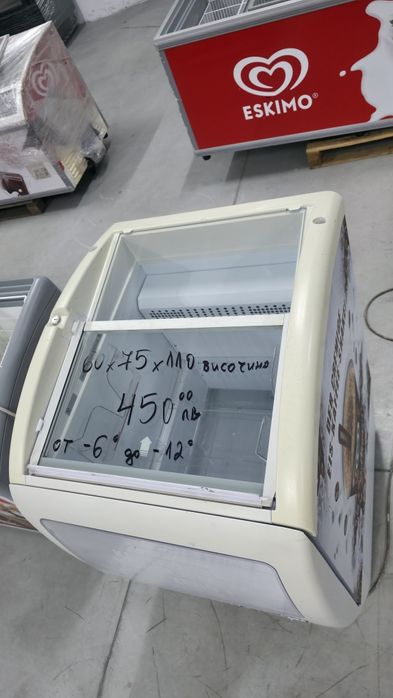 ESKIMO®
60x75x110 височина
450⁰⁰ лв
от -6° до -12°